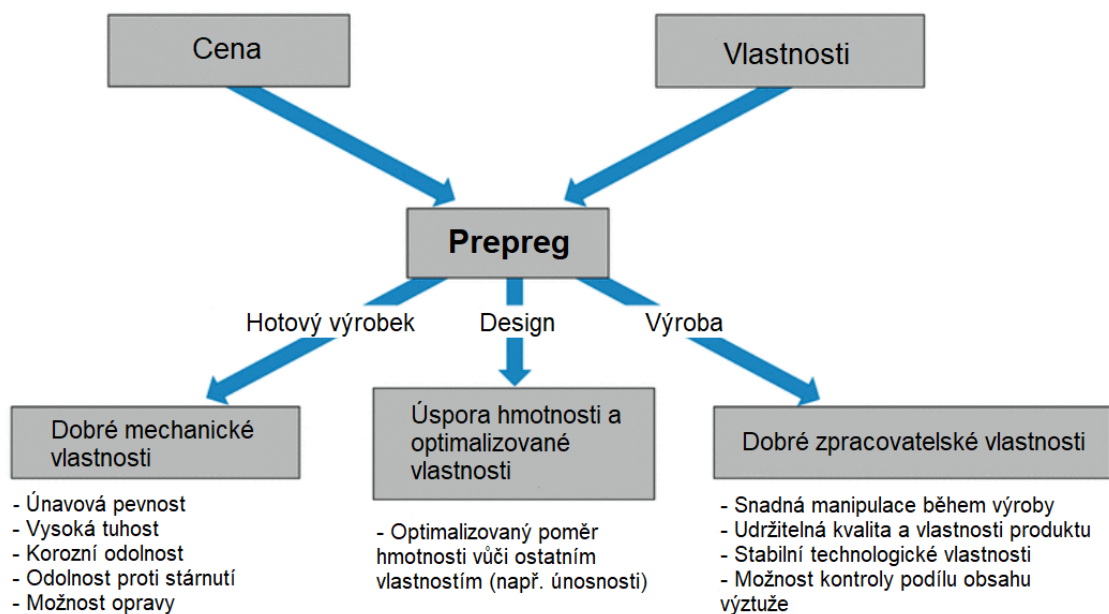 Cena
Vlastnosti
Prepreg
Hotový výrobek
Design
Výroba
Dobré mechanické
vlastnosti
- Únavová pevnost
- Vysoká tuhost
- Korozní odolnost
- Odolnost proti stárnutí
- Možnost opravy
Úspora hmotnosti a
optimalizované
vlastnosti
- Optimalizovaný poměr
hmotnosti vůči ostatním
vlastnostím (např. únosnosti)
Dobré zpracovatelské vlastnosti
- Snadná manipulace během výroby
- Udržitelná kvalita a vlastnosti produktu
- Stabilní technologické vlastnosti
- Možnost kontroly podílu obsahu
výztuže